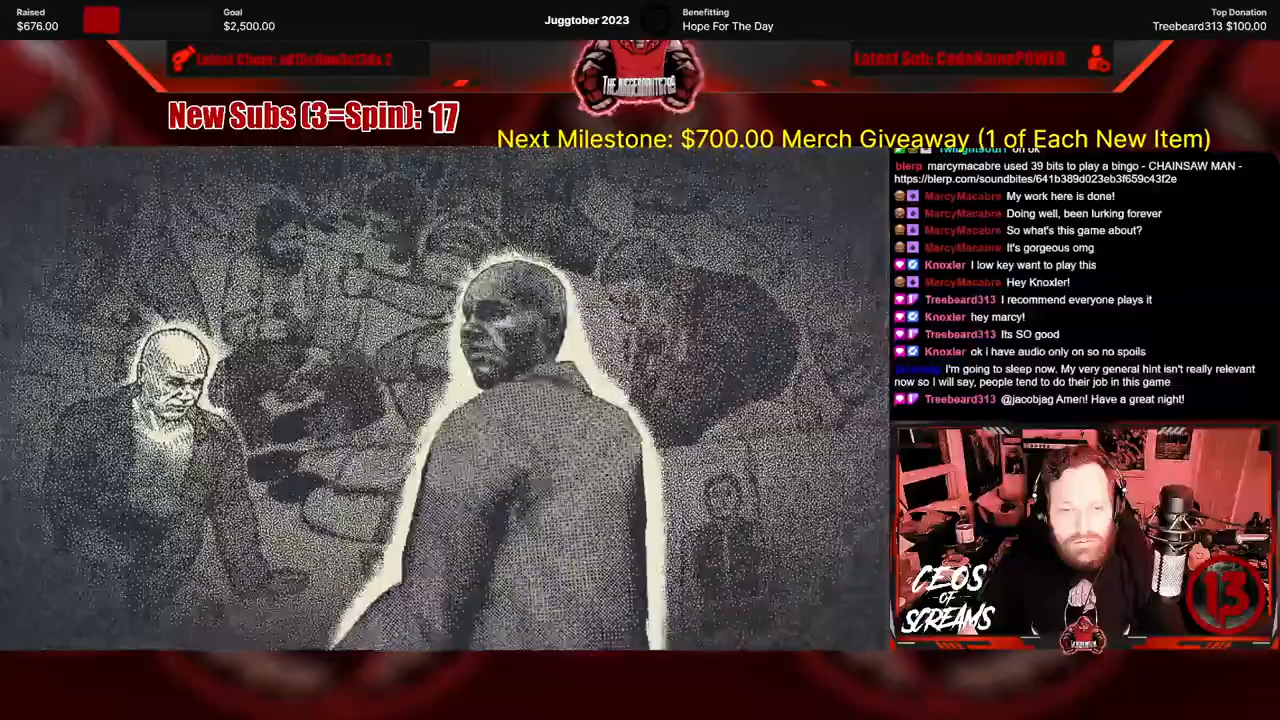 Raised
$676.00
Goal
$2,500.00
Juggtober 2023
Benefitting
Hope For The Day
Top Donation
Treebeard313 $100.00
Latest Sub: CodeNamePOWER
THEJUGGERNAUT6789
New Subs (3=Spin): 17
Next Milestone: $700.00 Merch Giveaway (1 of Each New Item)
blerp marcymacabre used 39 bits to play a bingo - CHAINSAW MAN -
https://blerp.com/soundbites/641b389d023eb3f659c43f2e
MarcyMacabre My work here is done!
MarcyMacabre Doing well, been lurking forever
MarcyMacabre So what's this game about?
MarcyMacabre It's gorgeous omg
Knoxler I low key want to play this
MarcyMacabre Hey Knoxler!
Treebeard313 I recommend everyone plays it
Knoxler hey marcy!
Treebeard313 Its SO good
Knoxler ok i have audio only on so no spoils
I'm going to sleep now. My very general hint isn't really relevant
now so I will say, people tend to do their job in this game
Treebeard313 @jacobjag Amen! Have a great night!
CEOS
OF
SCREAMS
13